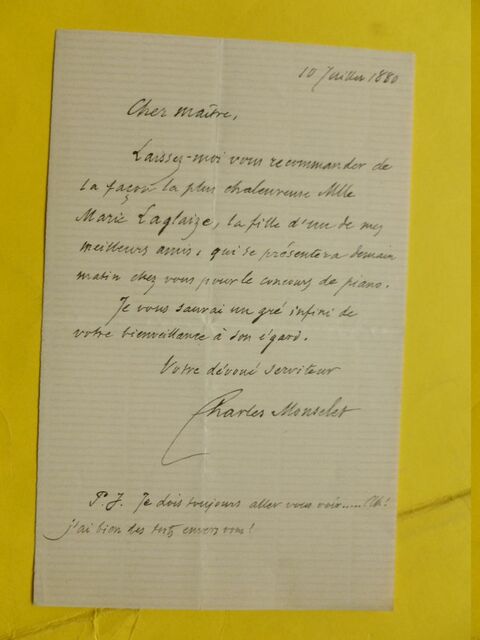 10 Juillet 1880
Cher maître,
Laissez-moi vous recommander de
la façon la plus chaleureuse Mlle
Marie Laglaize, la fille d'un de mes
meilleurs amis, qui se présentera demain
matin chez vous pour le concours de piano.
Je vous saurai un gré infini de
votre bienveillance à son égard.
Votre dévoué serviteur
Charles Monselet
P.S. Je dois toujours aller vous voir..... Ah!
j'ai bien des torts envers vous!